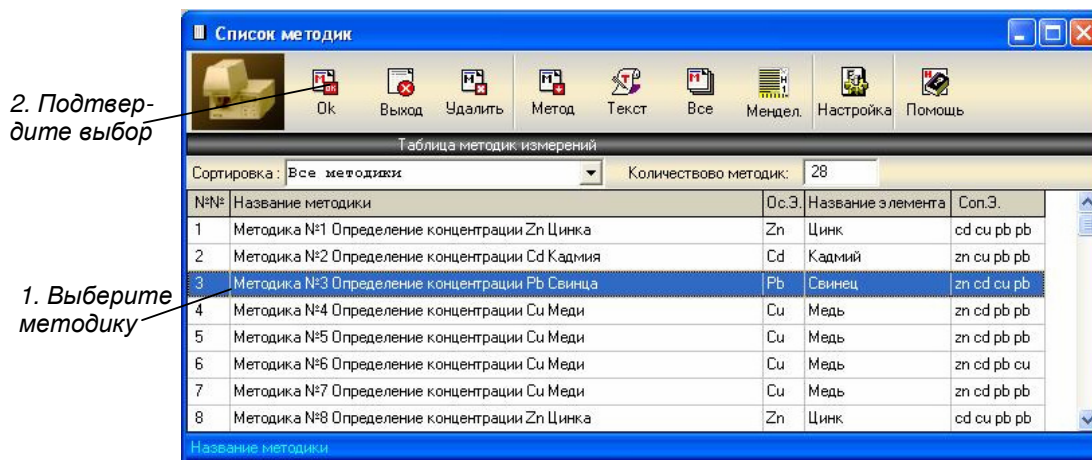 Список методик
2. Подтвер-
дите выбор
Ok Выход Удалить Метод Текст Все Мендел. Настройка Помощь
Таблица методик измерений
Сортировка : Все методики Количествово методик: 28
№№ Название методики Ос.Э. Название элемента Соп.Э.
1 Методика №1 Определение концентрации Zn Цинка Zn Цинк cd cu pb pb
2 Методика №2 Определение концентрации Cd Кадмия Cd Кадмий zn cu pb pb
1. Выберите
методику
3 Методика №3 Определение концентрации Pb Свинца Pb Свинец zn cd cu pb
4 Методика №4 Определение концентрации Cu Меди Cu Медь zn cd pb pb
5 Методика №5 Определение концентрации Cu Меди Cu Медь zn cd pb pb
6 Методика №6 Определение концентрации Cu Меди Cu Медь zn cd pb cu
7 Методика №7 Определение концентрации Cu Меди Cu Медь zn cd pb pb
8 Методика №8 Определение концентрации Zn Цинка Zn Цинк cd cu pb pb
Название методики